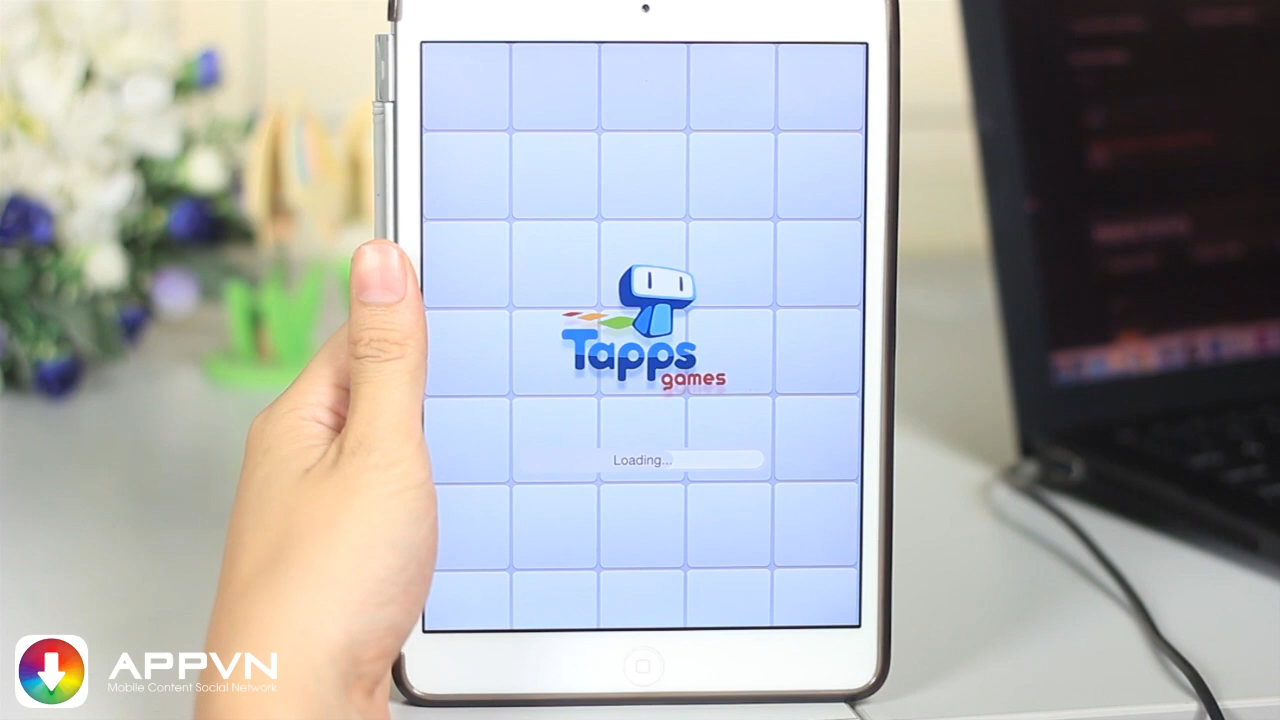 Tapps
games
Loading...
APPVN
Mobile Content Social Network